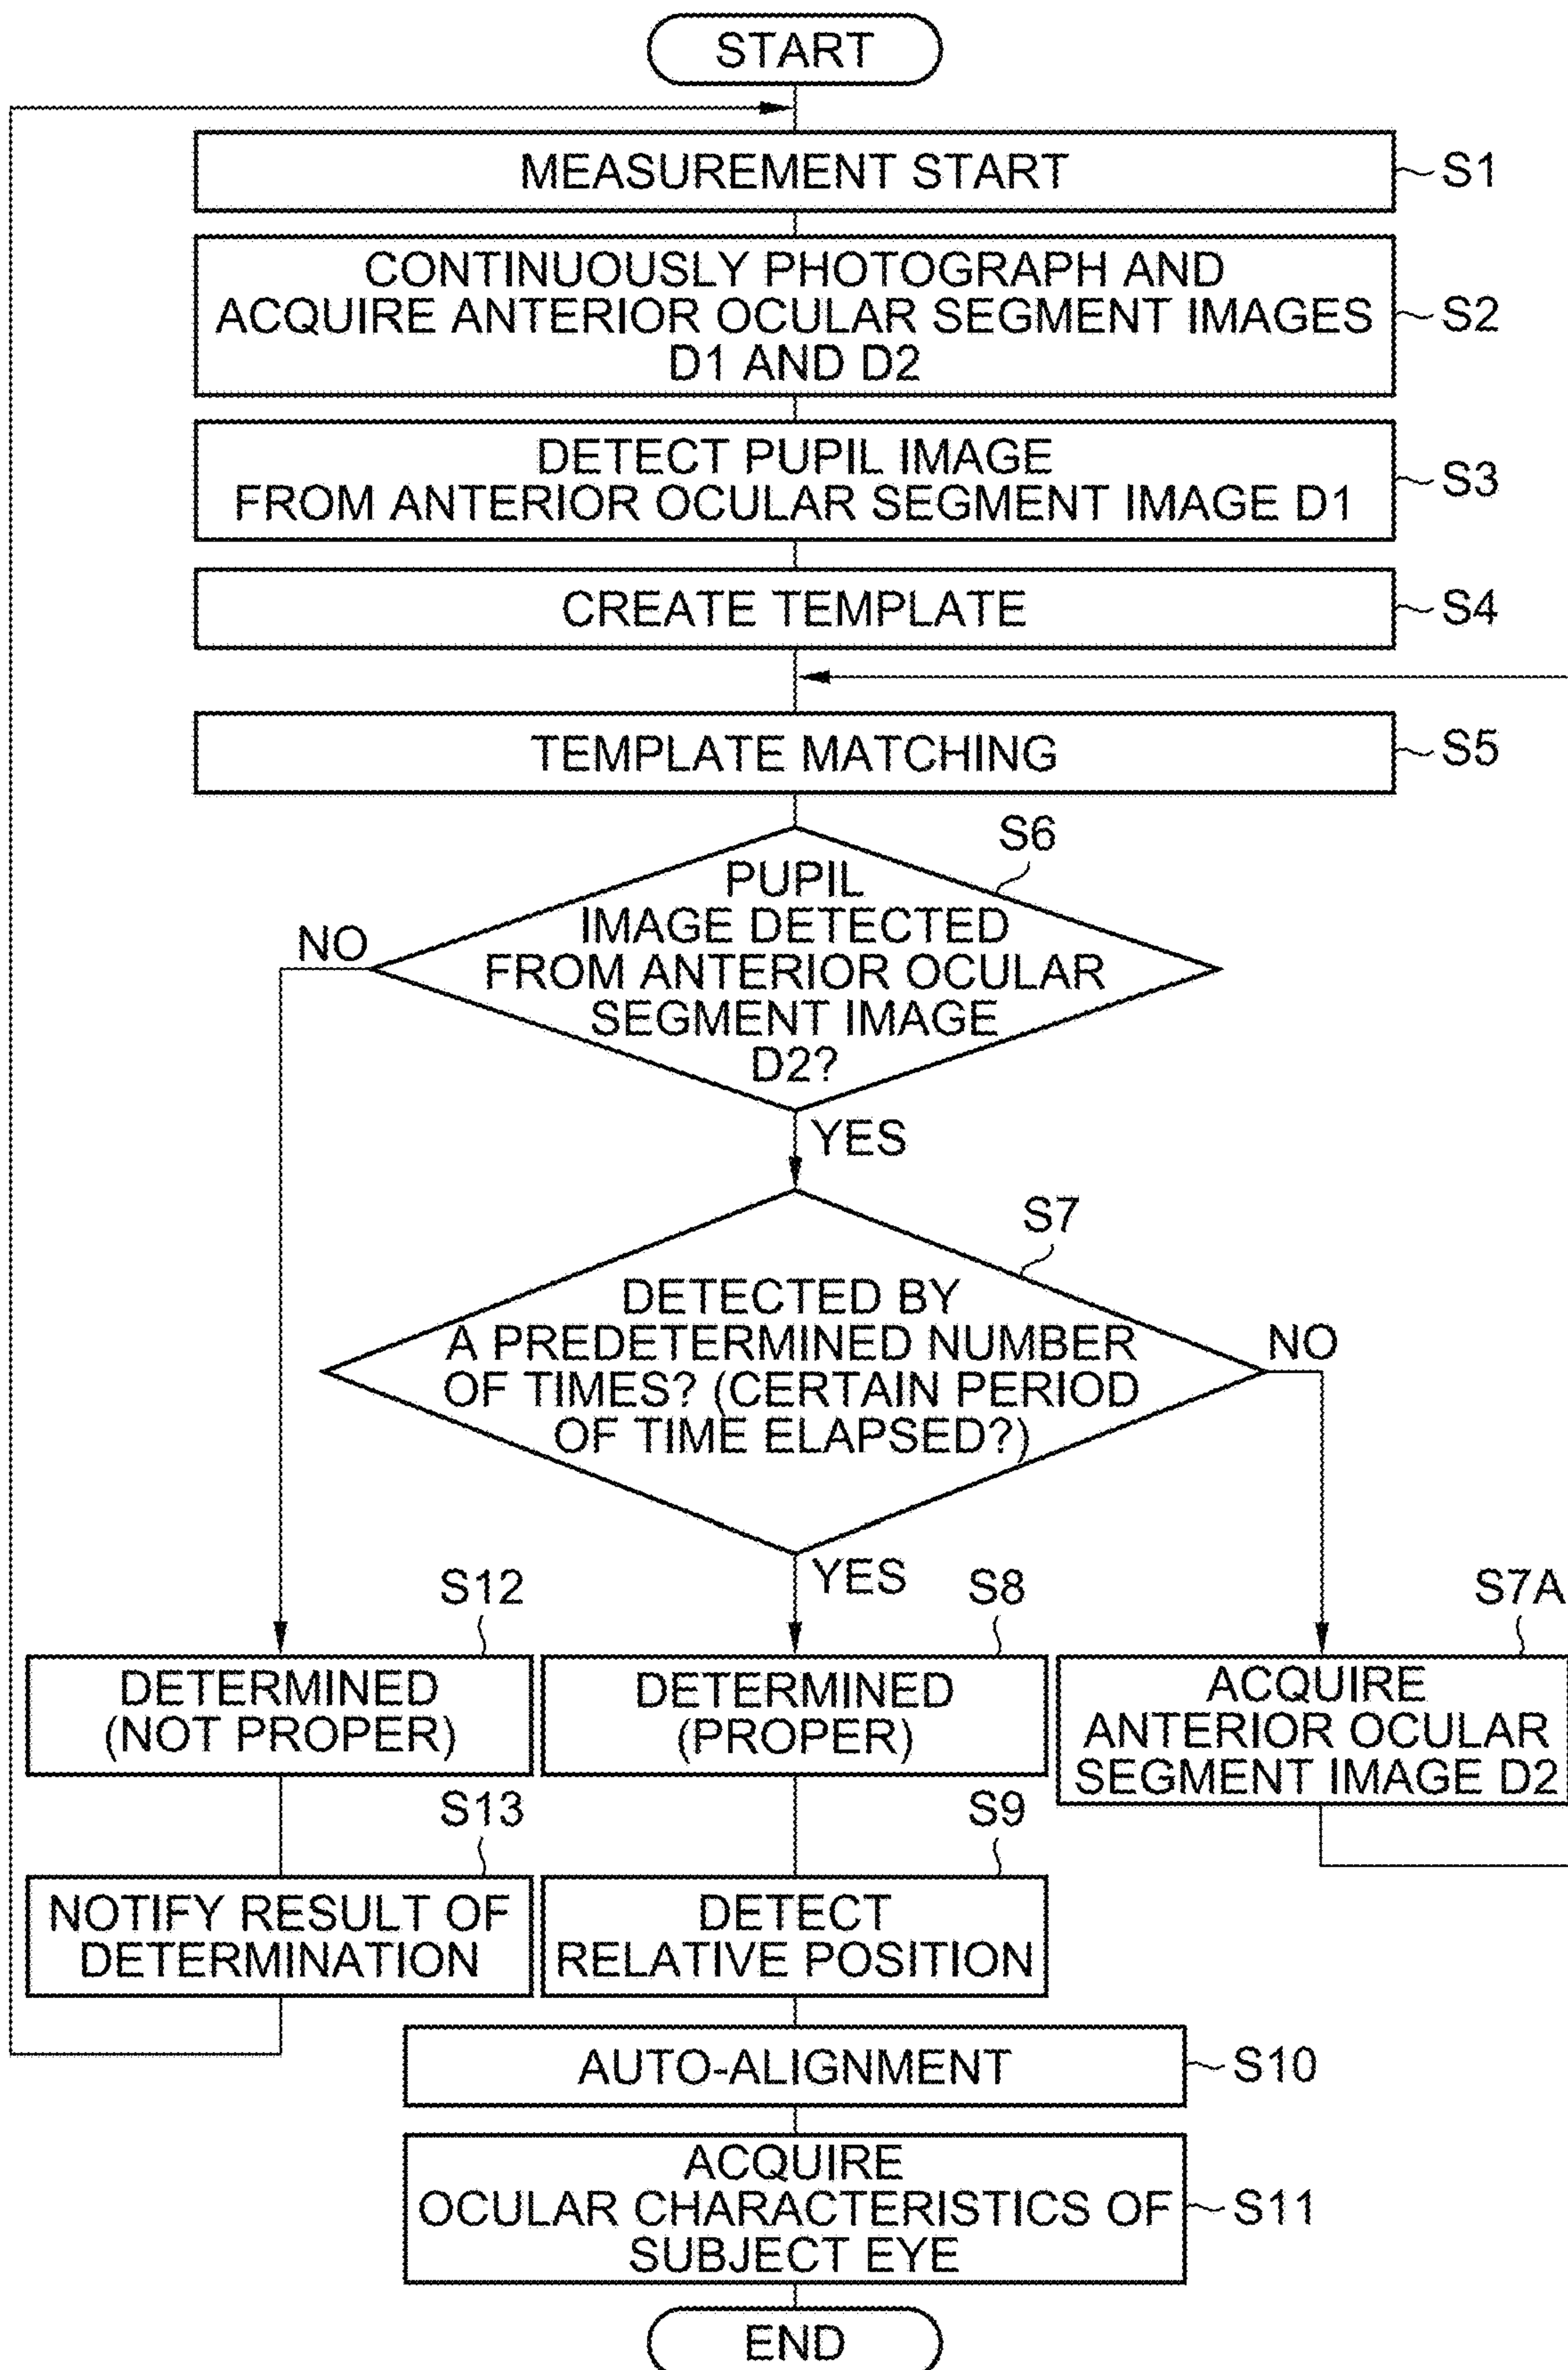 START
MEASUREMENT START
S1
CONTINUOUSLY PHOTOGRAPH AND
ACQUIRE ANTERIOR OCULAR SEGMENT IMAGES
D1 AND D2
S2
DETECT PUPIL IMAGE
FROM ANTERIOR OCULAR SEGMENT IMAGE D1
S3
CREATE TEMPLATE
S4
TEMPLATE MATCHING
S5
S6
PUPIL
IMAGE DETECTED
FROM ANTERIOR OCULAR
SEGMENT IMAGE
D2?
NO
YES
S7
DETECTED BY
A PREDETERMINED NUMBER
OF TIMES? (CERTAIN PERIOD
OF TIME ELAPSED?)
NO
YES
S12
DETERMINED
(NOT PROPER)
S8
DETERMINED
(PROPER)
S7A
ACQUIRE
ANTERIOR OCULAR
SEGMENT IMAGE D2
S13
NOTIFY RESULT OF
DETERMINATION
S9
DETECT
RELATIVE POSITION
AUTO-ALIGNMENT
S10
ACQUIRE
OCULAR CHARACTERISTICS OF
SUBJECT EYE
S11
END